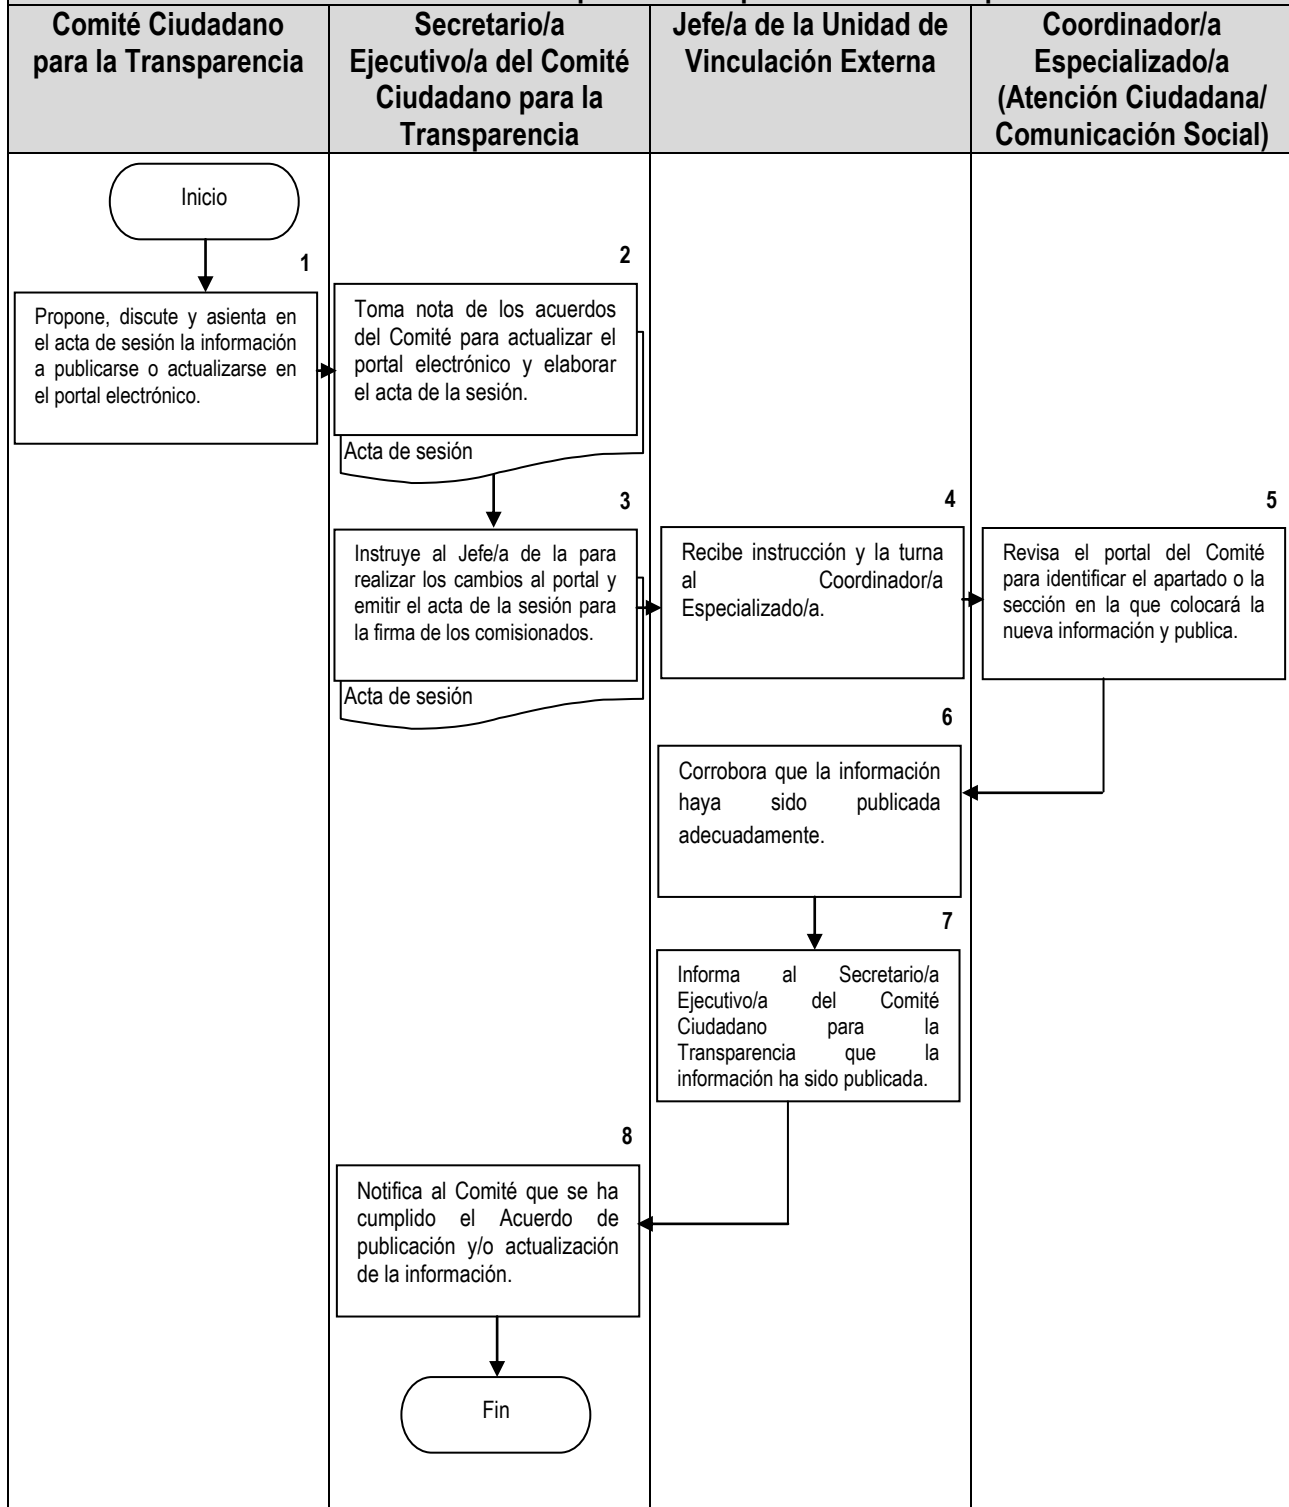 Comité Ciudadano
para la Transparencia
Secretario/a
Ejecutivo/a del Comité
Ciudadano para la
Transparencia
Jefe/a de la Unidad de
Vinculación Externa
Coordinador/a
Especializado/a
(Atención Ciudadana/
Comunicación Social)
Inicio
1
Propone, discute y asienta en
el acta de sesión la información
a publicarse o actualizarse en
el portal electrónico.
2
Toma nota de los acuerdos
del Comité para actualizar el
portal electrónico y elaborar
el acta de la sesión.
Acta de sesión
3
Instruye al Jefe/a de la para
realizar los cambios al portal y
emitir el acta de la sesión para
la firma de los comisionados.
Acta de sesión
4
Recibe instrucción y la turna
al Coordinador/a
Especializado/a.
5
Revisa el portal del Comité
para identificar el apartado o la
sección en la que colocará la
nueva información y publica.
6
Corrobora que la información
haya sido publicada
adecuadamente.
7
Informa al Secretario/a
Ejecutivo/a del Comité
Ciudadano para la
Transparencia que la
información ha sido publicada.
8
Notifica al Comité que se ha
cumplido el Acuerdo de
publicación y/o actualización
de la información.
Fin